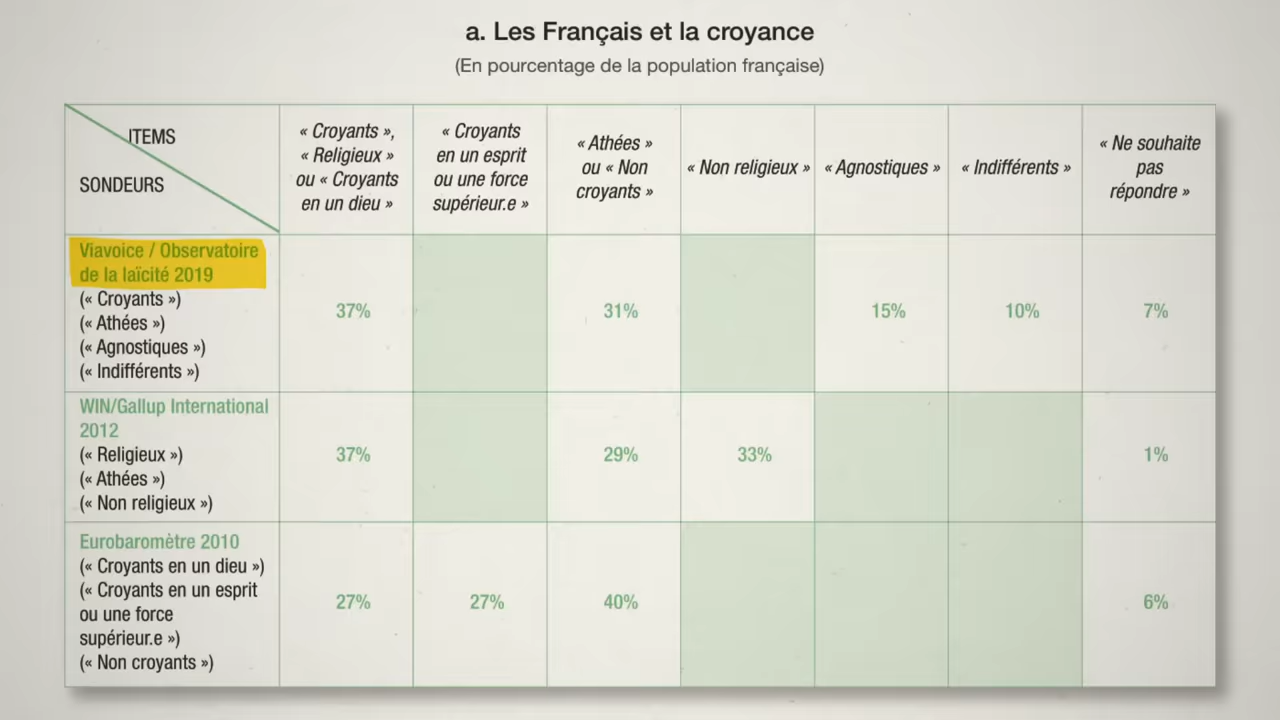 a. Les Français et la croyance
(En pourcentage de la population française)
ITEMS
SONDEURS
« Croyants »,
« Religieux »
ou « Croyants
en un dieu »
« Croyants
en un esprit
ou une force
supérieur.e »
« Athées »
ou « Non
croyants »
« Non religieux »
« Agnostiques »
« Indifférents »
« Ne souhaite
pas
répondre »
Viavoice / Observatoire
de la laïcité 2019
(« Croyants »)
(« Athées »)
(« Agnostiques »)
(« Indifférents »)
37%
31%
15%
10%
7%
WIN/Gallup International
2012
(« Religieux »)
(« Athées »)
(« Non religieux »)
37%
29%
33%
1%
Eurobaromètre 2010
(« Croyants en un dieu »)
(« Croyants en un esprit
ou une force
supérieur.e »)
(« Non croyants »)
27%
27%
40%
6%